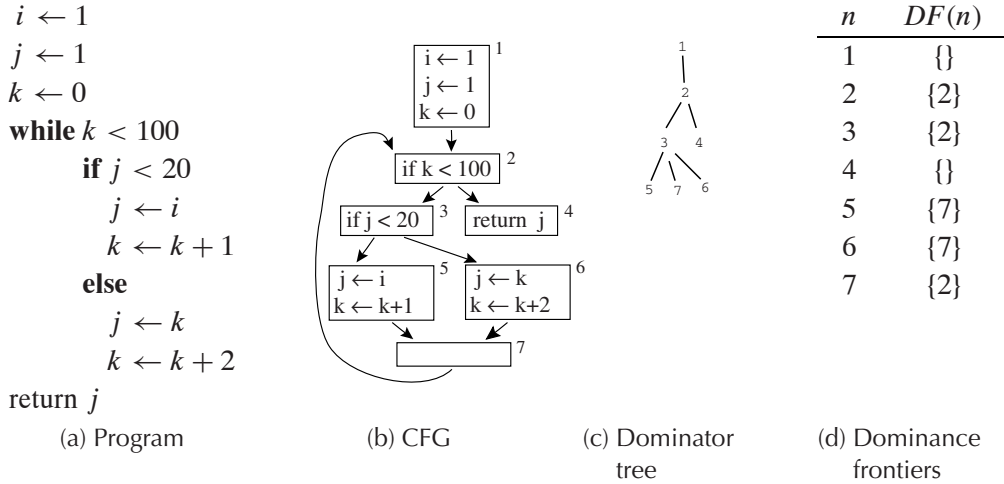 i ← 1
j ← 1
k ← 0
while k < 100
if j < 20
j ← i
k ← k + 1
else
j ← k
k ← k + 2
return j
(a) Program
1
i ← 1
j ← 1
k ← 0
if k < 100
2
if j < 20
3
return j
4
j ← i
k ← k+1
5
j ← k
k ← k+2
6
7
(b) CFG
1
2
3 4
5 7 6
(c) Dominator
tree
n DF(n)
1 {}
2 {2}
3 {2}
4 {}
5 {7}
6 {7}
7 {2}
(d) Dominance
frontiers